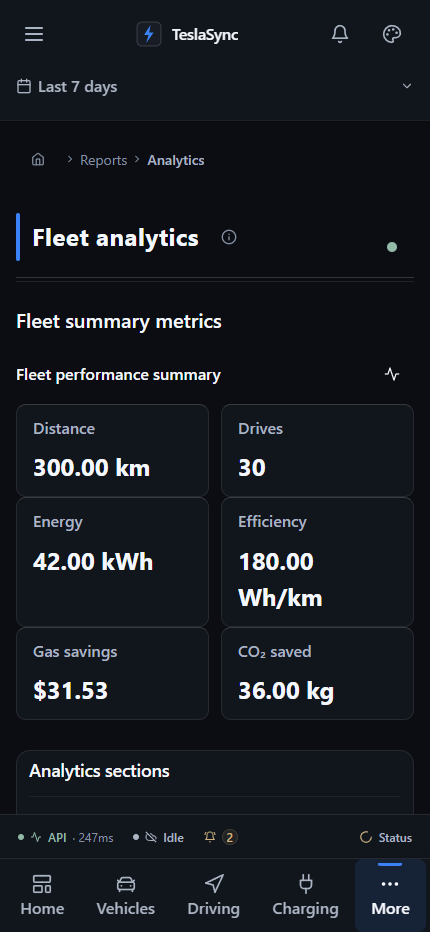 TeslaSync
Last 7 days
Reports
Analytics
Fleet analytics
Fleet summary metrics
Fleet performance summary
Distance
300.00 km
Drives
30
Energy
42.00 kWh
Efficiency
180.00
Wh/km
Gas savings
$31.53
CO₂ saved
36.00 kg
Analytics sections
API · 247ms
Idle
2
Status
Home
Vehicles
Driving
Charging
More